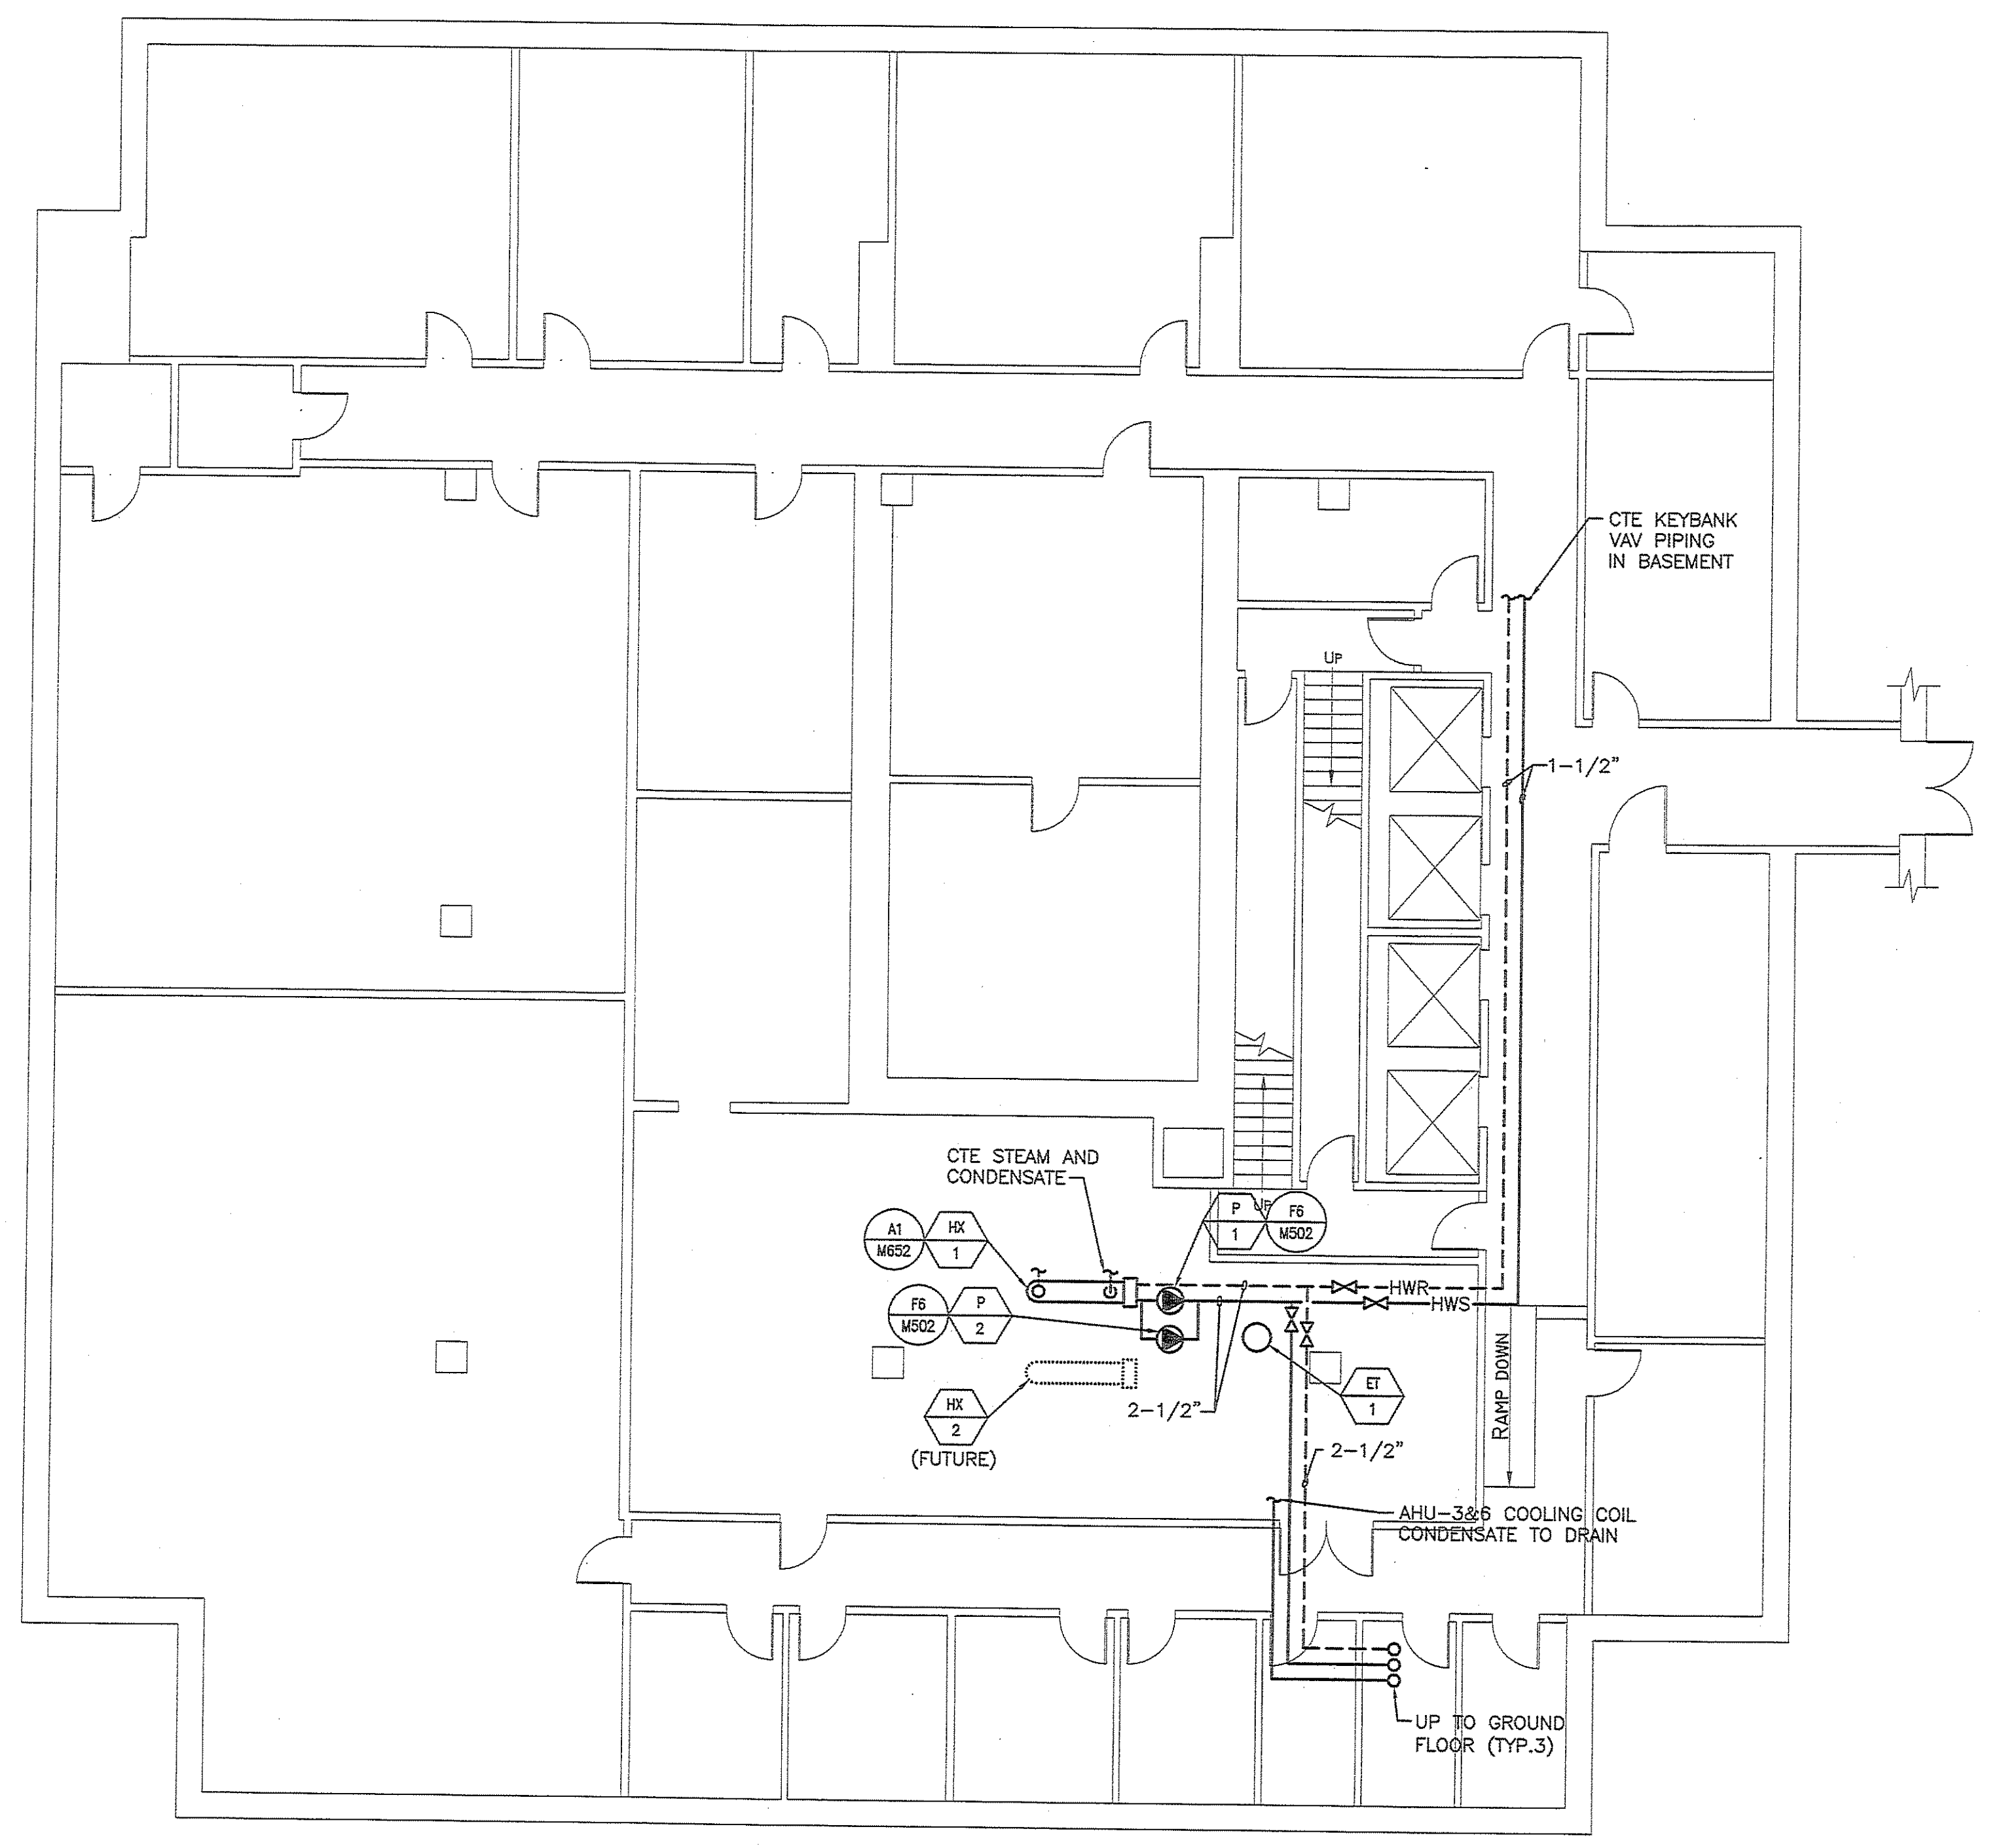 CTE KEYBANK
VAV PIPING
IN BASEMENT
UP
1-1/2"
CTE STEAM AND
CONDENSATE
UP
P
1
F6
M502
A1
M652
HX
1
HWR
HWS
F6
M502
P
2
RAMP DOWN
ET
1
HX
2
(FUTURE)
2-1/2"
2-1/2"
AHU-3&6 COOLING COIL
CONDENSATE TO DRAIN
UP TO GROUND
FLOOR (TYP.3)